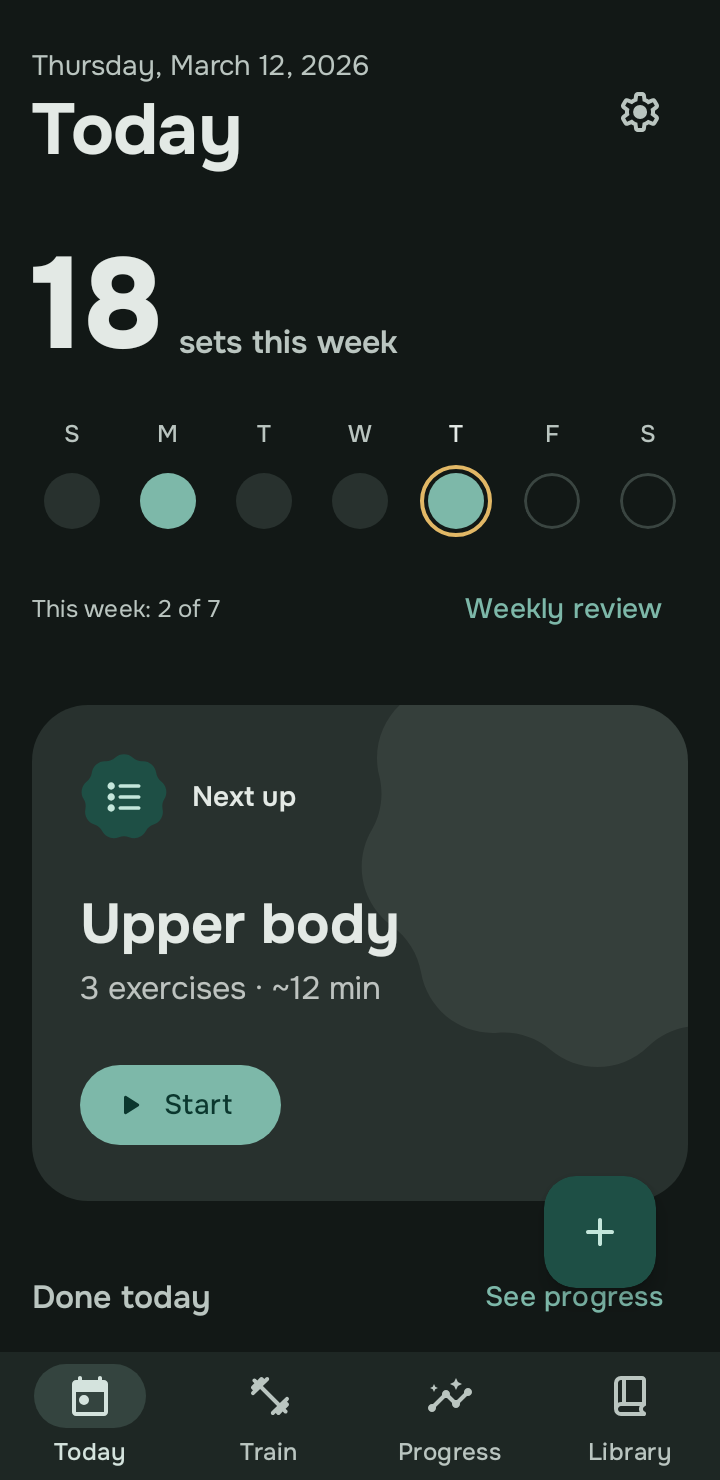 Thursday, March 12, 2026
Today
18 sets this week
S M T W T F S
This week: 2 of 7
Weekly review
Next up
Upper body
3 exercises · ~12 min
Start
Done today
See progress
Today
Train
Progress
Library